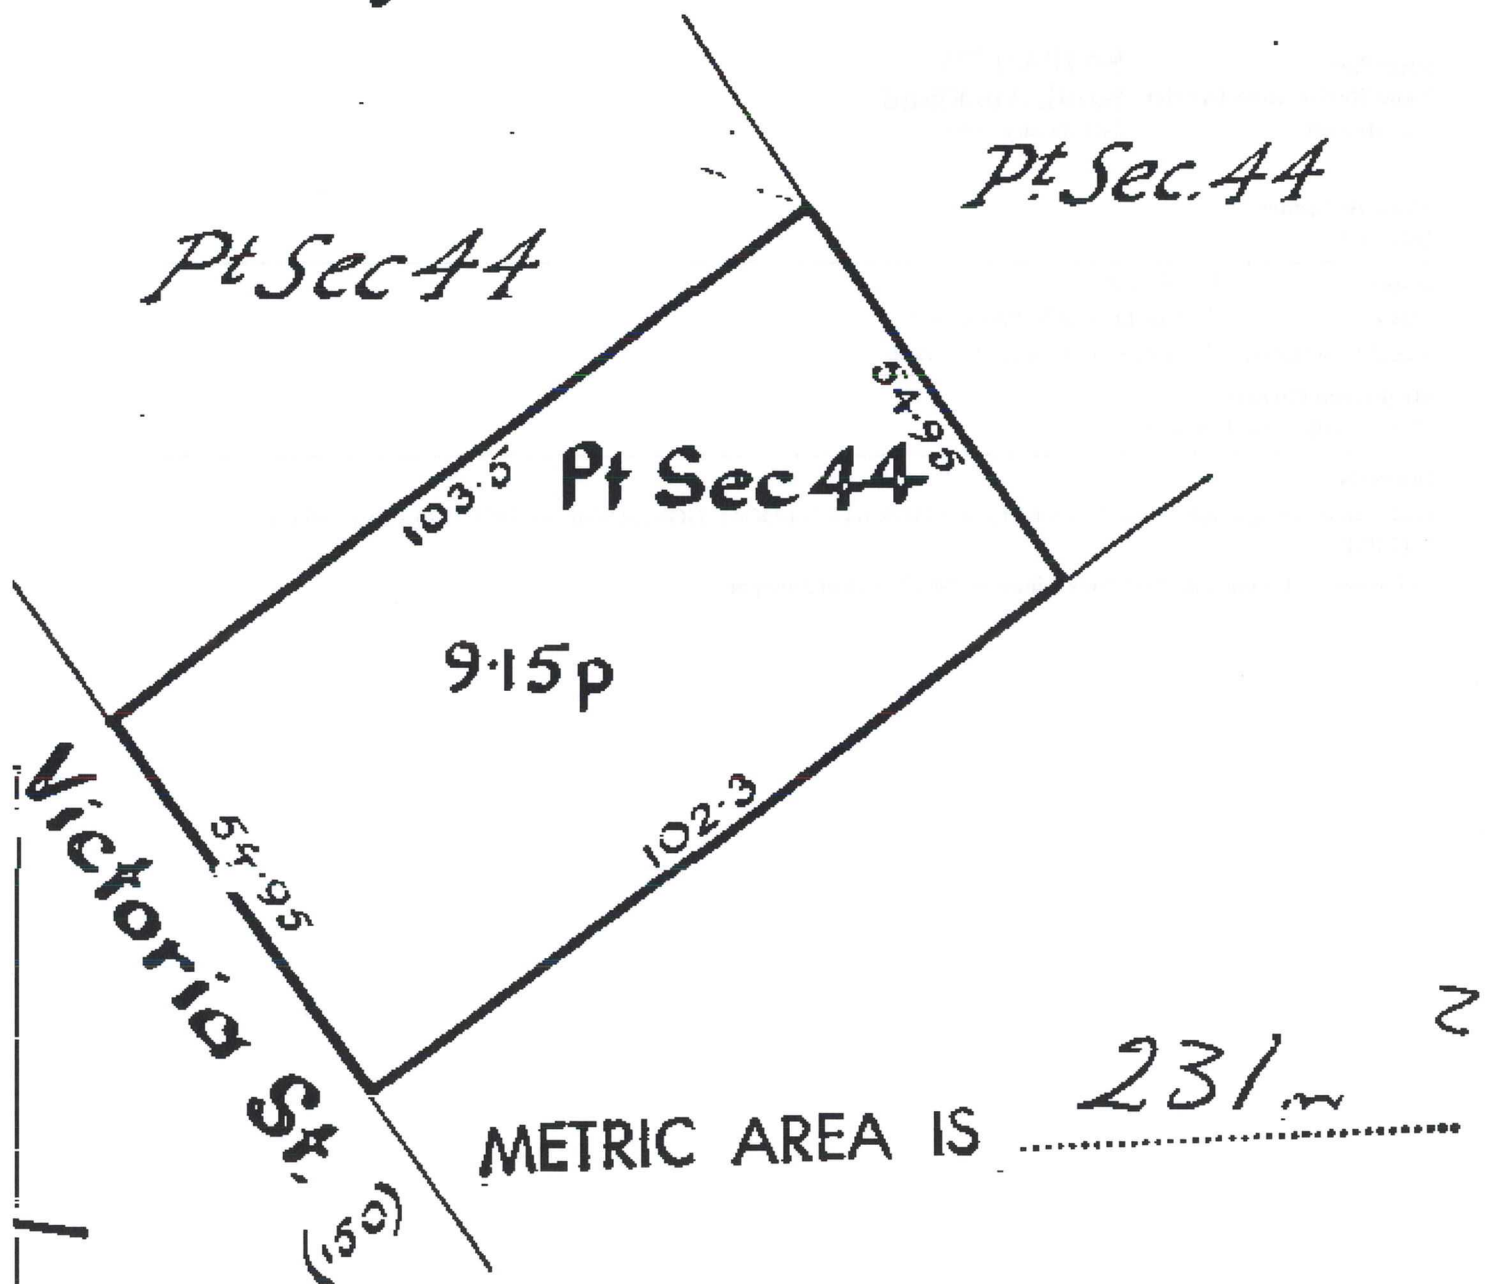 Pt. Sec. 44
Pt Sec 44
54·95
Pt Sec 44
103·5
9·15p
102·3
54·95
Victoria St.
(150)
231m²
METRIC AREA IS